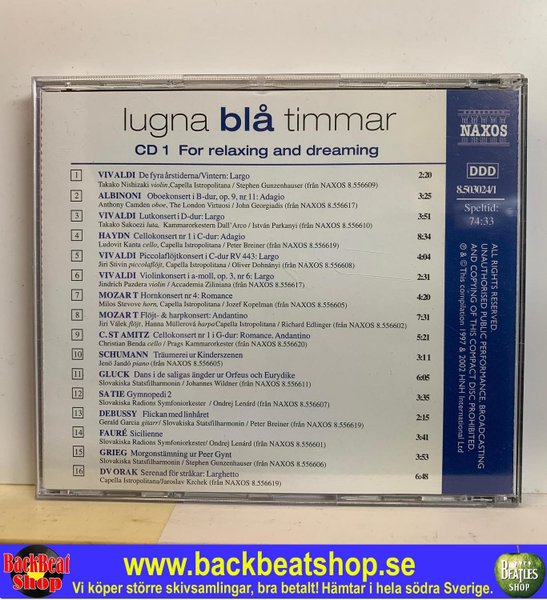 lugna blå timmar
CD 1 For relaxing and dreaming
1 VIVALDI De fyra årstiderna/Vintern: Largo 2:20
Takako Nishizaki violin, Capella Istropolitana / Stephen Gunzenhauser (från NAXOS 8.556609)
2 ALBINONI Oboekonsert i B-dur, op. 9, nr 11: Adagio 3:25
Anthony Camden oboe, The London Virtuosi / John Georgiadis (från NAXOS 8.556617)
3 VIVALDI Lutkonsert i D-dur: Largo 3:51
Takako Sakoezi luta, Kammarorkestern Dall'Arco / István Parkanyi (från NAXOS 8.556610)
4 HAYDN Cellokonsert nr 1 i C-dur: Adagio 8:34
Ludovit Kanta cello, Capella Istropolitana / Peter Breiner (från NAXOS 8.556619)
5 VIVALDI Piccolaflöjtkonsert i C-dur RV 443: Largo 4:04
Jiri Stivin piccolaflöjt, Capella Istropolitana / Oliver Dohnányi (från NAXOS 8.556608)
6 VIVALDI Violinkonsert i a-moll, op. 3, nr 6: Largo 2:31
Jindrich Pazdera violin / Accademia Ziliniana (från NAXOS 8.556617)
7 MOZART Hornkonsert nr 4: Romance 4:20
Milos Stevove horn, Capella Istropolitana / Jozef Kopelman (från NAXOS 8.556605)
8 MOZART Flöjt- & harpkonsert: Andantino 7:31
Jiri Válek flöjt, Hanna Müllerová harpa Capella Istropolitana / Richard Edlinger (från NAXOS 8.556602)
9 C. STAMITZ Cellokonsert nr 1 i G-dur: Romance. Andantino 5:21
Christian Benda cello / Prags Kammarorkester (från NAXOS 8.556620)
10 SCHUMANN Träumerei ur Kinderszenen 3:11
Jenö Jandó piano (från NAXOS 8.556605)
11 GLUCK Dans i de saligas ängder ur Orfeus och Eurydike 6:05
Slovakiska Statsfilharmonin / Johannes Wildner (från NAXOS 8.556611)
12 SATIE Gymnopedi 2 3:35
Slovakiska Radions Symfoniorkester / Ondrej Lenárd (från NAXOS 8.556607)
13 DEBUSSY Flickan med linhåret 2:15
Gerald Garcia gitarr / Slovakiska Statsfilharmonin / Peter Breiner (från NAXOS 8.556619)
14 FAURÉ Sicilienne 3:41
Slovakiska Radions Symfoniorkester/ Ondrej Lenárd (från NAXOS 8.556601)
15 GRIEG Morgonstämning ur Peer Gynt 3:53
Slovakiska Statsfilharmonin / Stephen Gunzenhauser (från NAXOS 8.556606)
16 DVORAK Serenad för stråkar: Larghetto 6:48
Capella Istropolitana/Jaroslav Krchek (från NAXOS 8.556619)
NAXOS
DDD
8.503024/1
Speltid:
74:33
ALL RIGHTS RESERVED.
UNAUTHORISED PUBLIC PERFORMANCE, BROADCASTING
AND COPYING OF THIS COMPACT DISC PROHIBITED.
℗ & © This compilation 1997 & 2002 HNH International Ltd
BackBeat
Shop
www.backbeatshop.se
Vi köper större skivsamlingar, bra betalt! Hämtar i hela södra Sverige.
BEATLES
SHOP